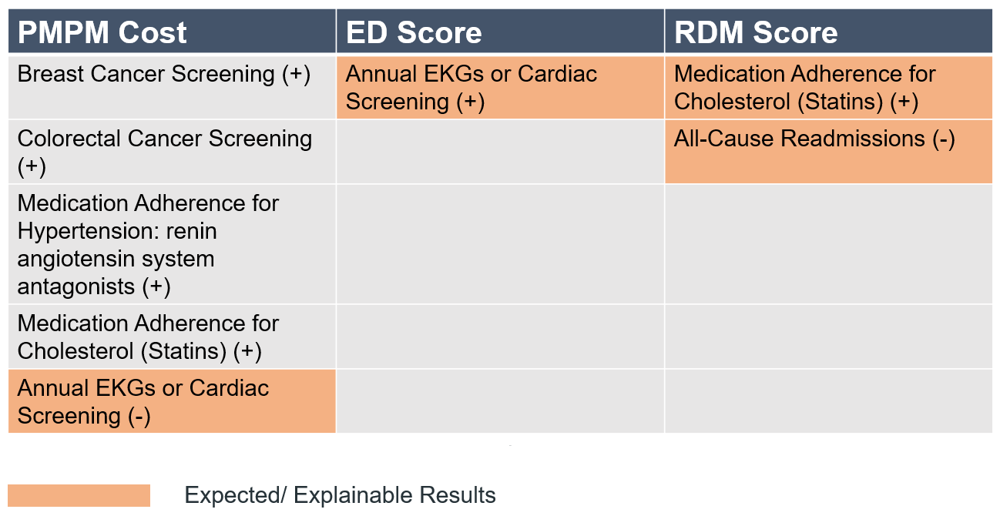 PMPM Cost
ED Score
RDM Score
Breast Cancer Screening (+)
Annual EKGs or Cardiac
Screening (+)
Medication Adherence for
Cholesterol (Statins) (+)
Colorectal Cancer Screening
(+)
All-Cause Readmissions (-)
Medication Adherence for
Hypertension: renin
angiotensin system
antagonists (+)
Medication Adherence for
Cholesterol (Statins) (+)
Annual EKGs or Cardiac
Screening (-)
Expected/ Explainable Results